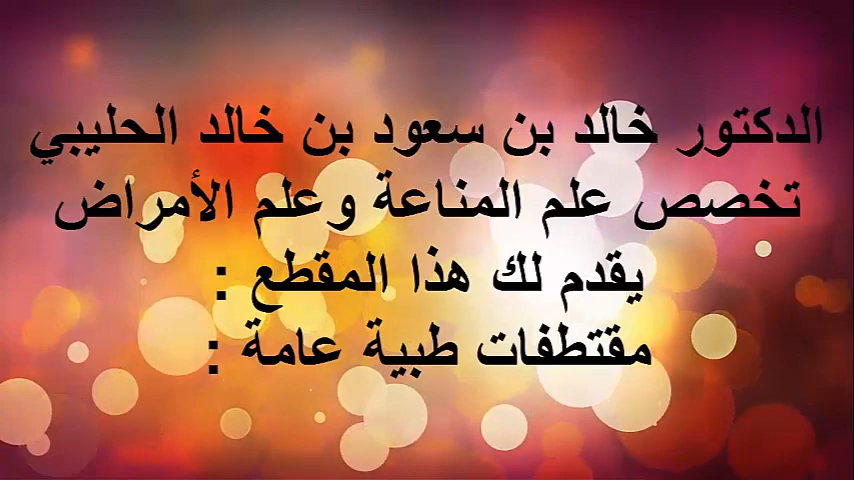 الدكتور خالد بن سعود بن خالد الحليبي
تخصص علم المناعة وعلم الأمراض
يقدم لك هذا المقطع :
مقتطفات طبية عامة :